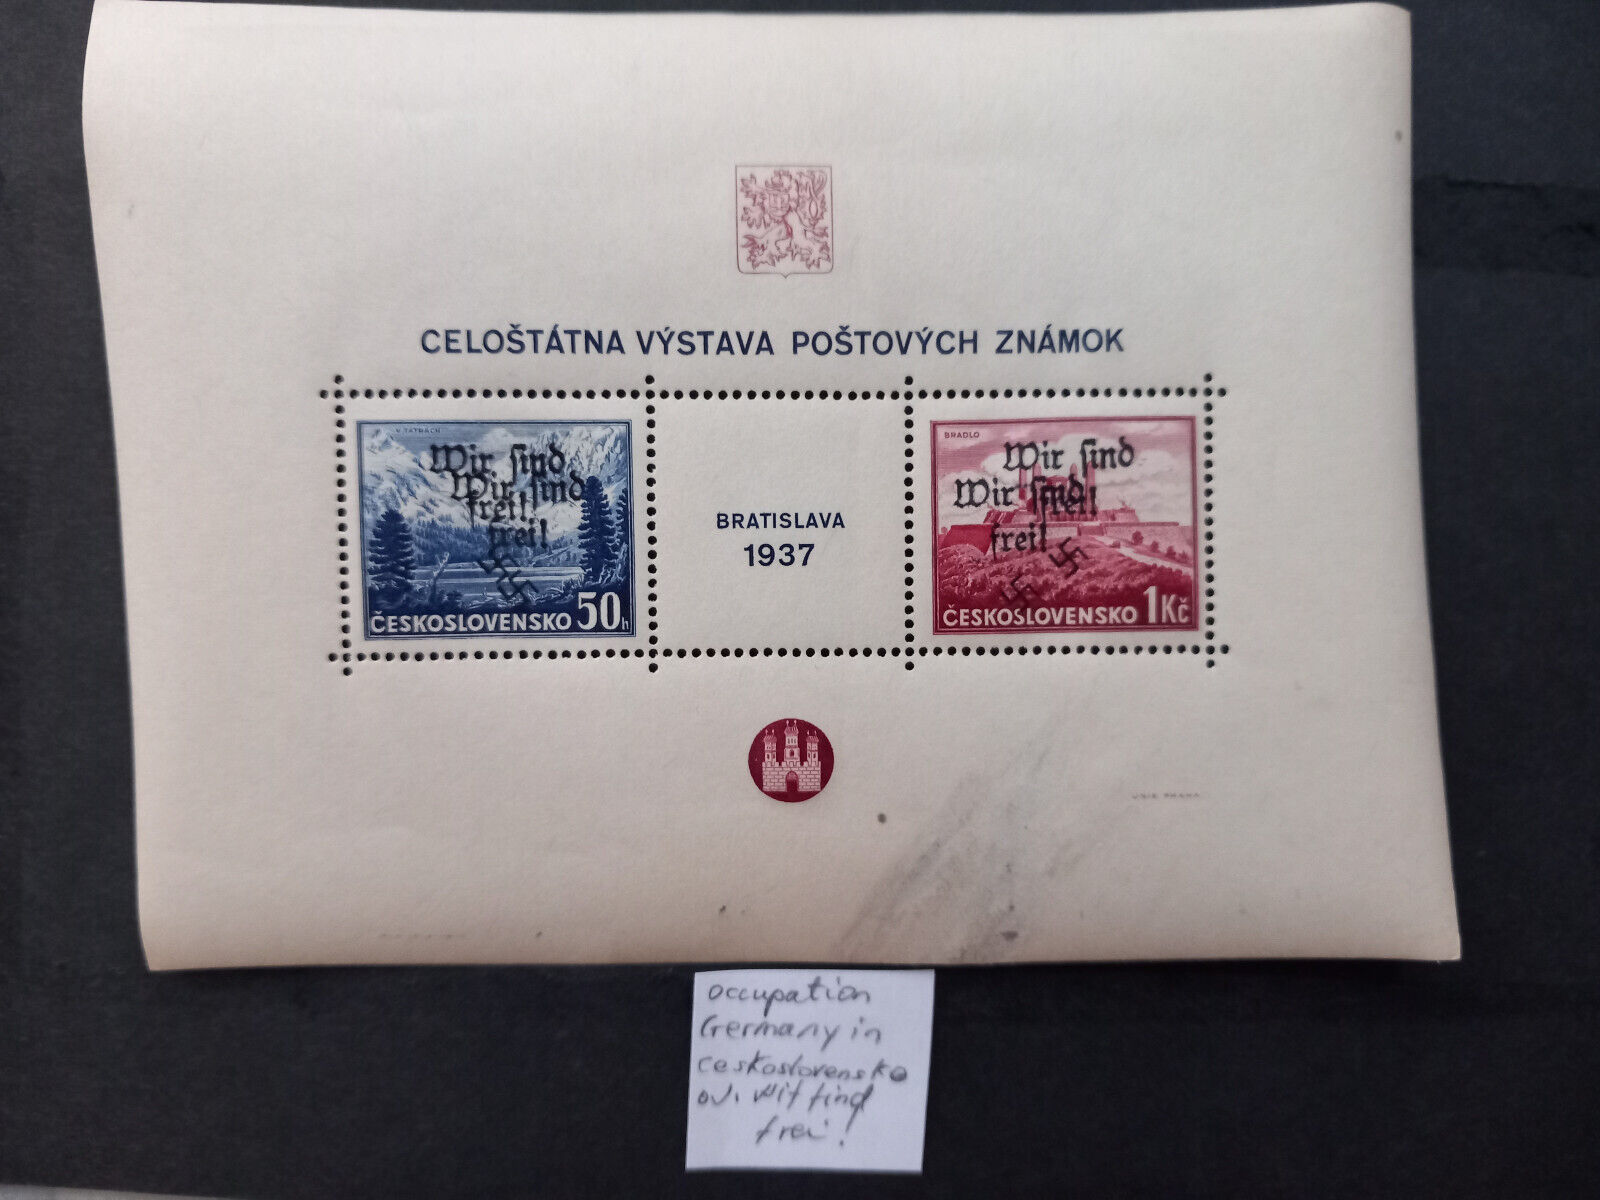 CELOŠTÁTNA VÝSTAVA POŠTOVÝCH ZNÁMOK
V TATRÁCH
Wir sind
Wir sind
frei!
frei!
ČESKOSLOVENSKO 50h
BRATISLAVA
1937
BRADLO
Wir sind
Wir sind
frei!
frei!
ČESKOSLOVENSKO 1Kč
occupation
Germany in
ceskoslovensko
ov. Wit find
frei!